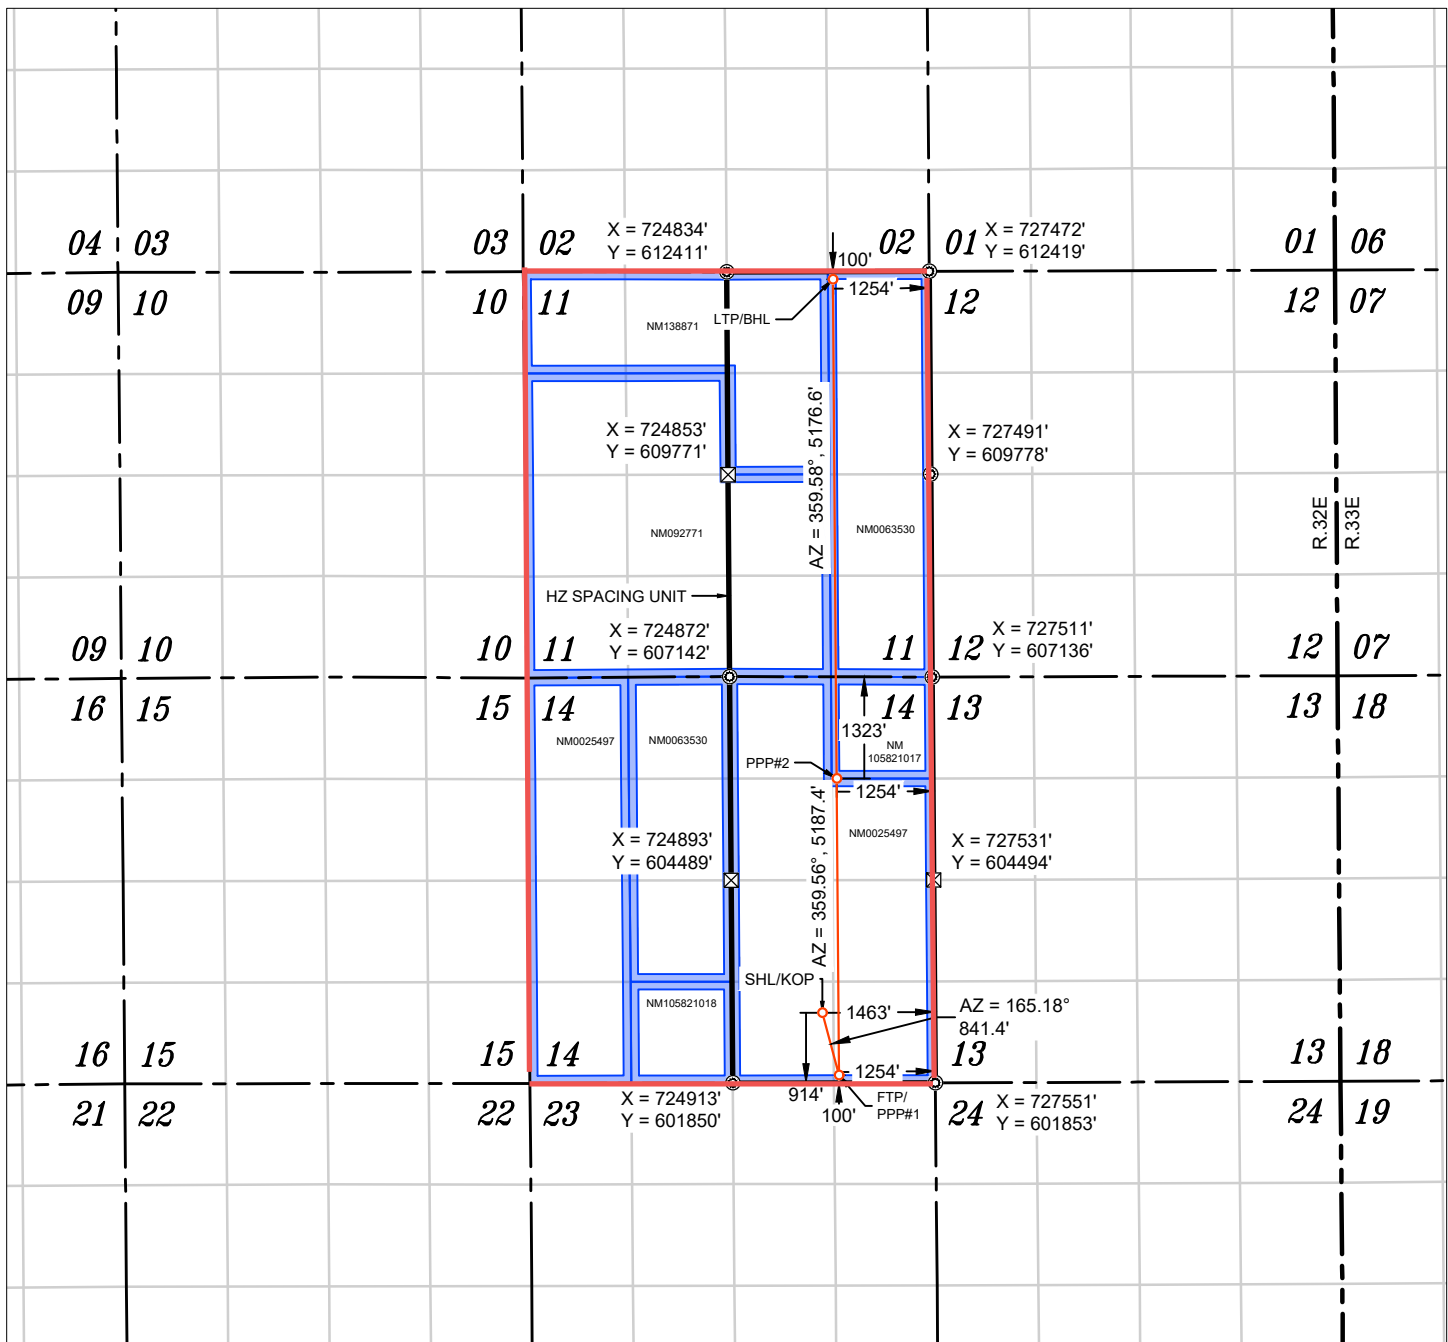 X = 724834'
Y = 612411'
X = 727472'
Y = 612419'
04 03
03 02
02 01
01 06
100'
09 10
10 11
1254'
12
12 07
LTP/BHL
NM138871
AZ = 359.58°, 5176.6'
X = 724853'
Y = 609771'
X = 727491'
Y = 609778'
NM092771
NM0063530
R.32E
R.33E
HZ SPACING UNIT
X = 724872'
Y = 607142'
X = 727511'
Y = 607136'
09 10
10 11
11 12
12 07
16 15
15 14
14 13
13 18
1323'
NM0025497
NM0063530
NM
105821017
PPP#2
1254'
AZ = 359.56°, 5187.4'
NM0025497
X = 724893'
Y = 604489'
X = 727531'
Y = 604494'
SHL/KOP
NM105821018
1463'
AZ = 165.18°
841.4'
16 15
15 14
13
13 18
1254'
914'
100'
FTP/
PPP#1
21 22
22 23
X = 724913'
Y = 601850'
24
X = 727551'
Y = 601853'
24 19